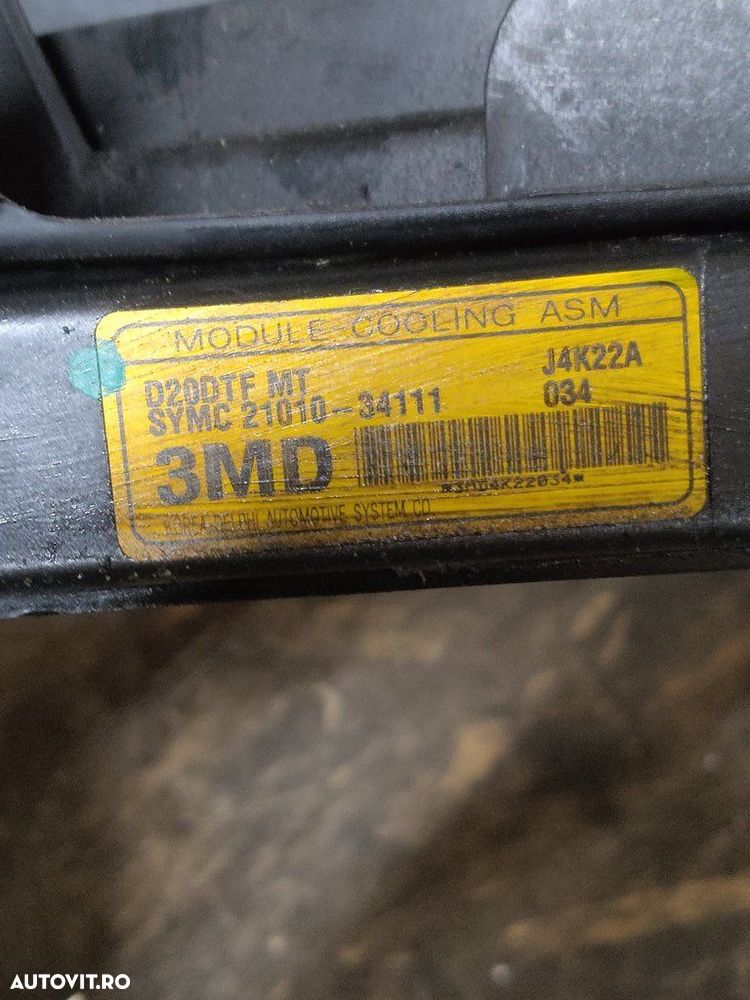 MODULE-COOLING ASM
D20DTF MT J4K22A
SYMC 21010-34111 034
3MD
*3MD4K22034*
KOREA DELPHI AUTOMOTIVE SYSTEM CO
AUTOVIT.RO